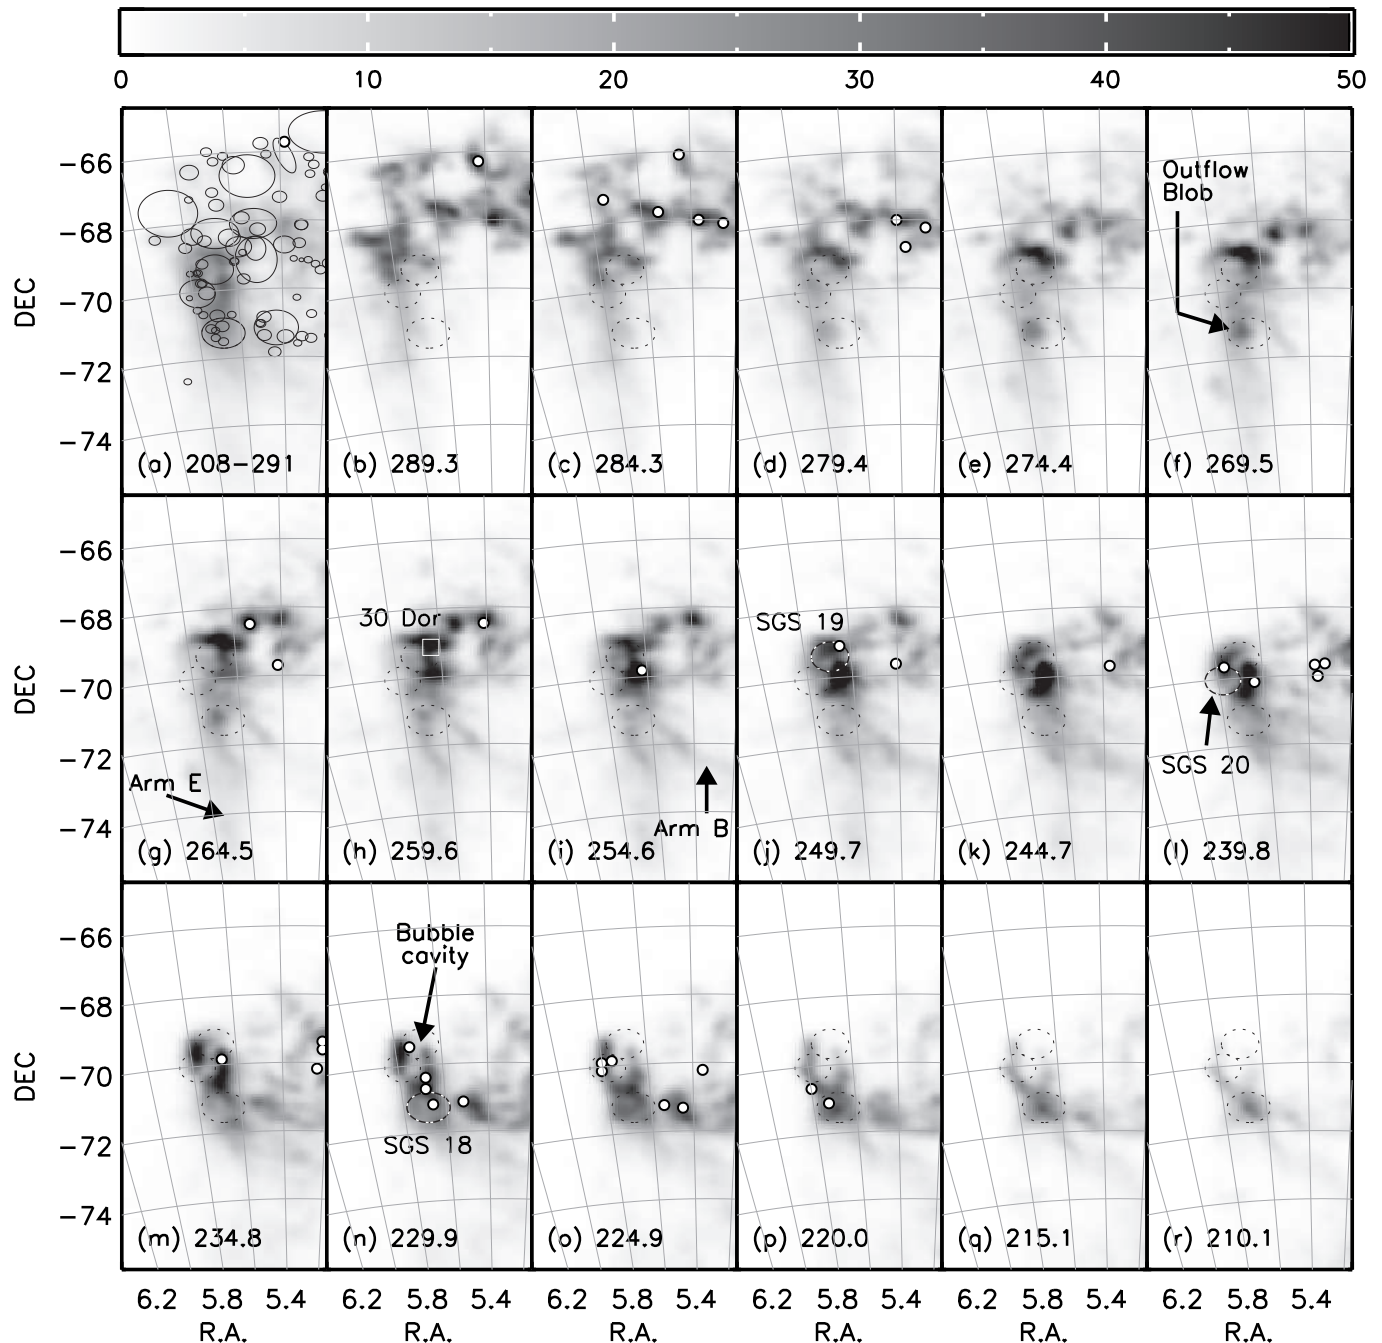 0 10 20 30 40 50
−66
−68
−70
−72
−74
DEC
(a) 208−291
(b) 289.3
(c) 284.3
(d) 279.4
(e) 274.4
Outflow
Blob
(f) 269.5
−66
−68
−70
−72
−74
DEC
Arm E
(g) 264.5
30 Dor
(h) 259.6
Arm B
(i) 254.6
SGS 19
(j) 249.7
(k) 244.7
SGS 20
(l) 239.8
−66
−68
−70
−72
−74
DEC
(m) 234.8
Bubble
cavity
SGS 18
(n) 229.9
(o) 224.9
(p) 220.0
(q) 215.1
(r) 210.1
6.2 5.8 5.4 6.2 5.8 5.4 6.2 5.8 5.4 6.2 5.8 5.4 6.2 5.8 5.4 6.2 5.8 5.4
R.A. R.A. R.A. R.A. R.A. R.A.